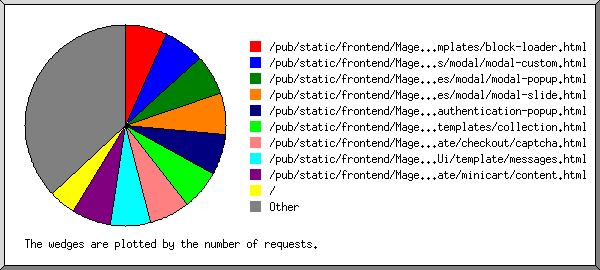 /pub/static/frontend/Mage...mplates/block-loader.html
/pub/static/frontend/Mage...s/modal/modal-custom.html
/pub/static/frontend/Mage...es/modal/modal-popup.html
/pub/static/frontend/Mage...es/modal/modal-slide.html
/pub/static/frontend/Mage...authentication-popup.html
/pub/static/frontend/Mage...templates/collection.html
/pub/static/frontend/Mage...ate/checkout/captcha.html
/pub/static/frontend/Mage...Ui/template/messages.html
/pub/static/frontend/Mage...ate/minicart/content.html
/
Other
The wedges are plotted by the number of requests.